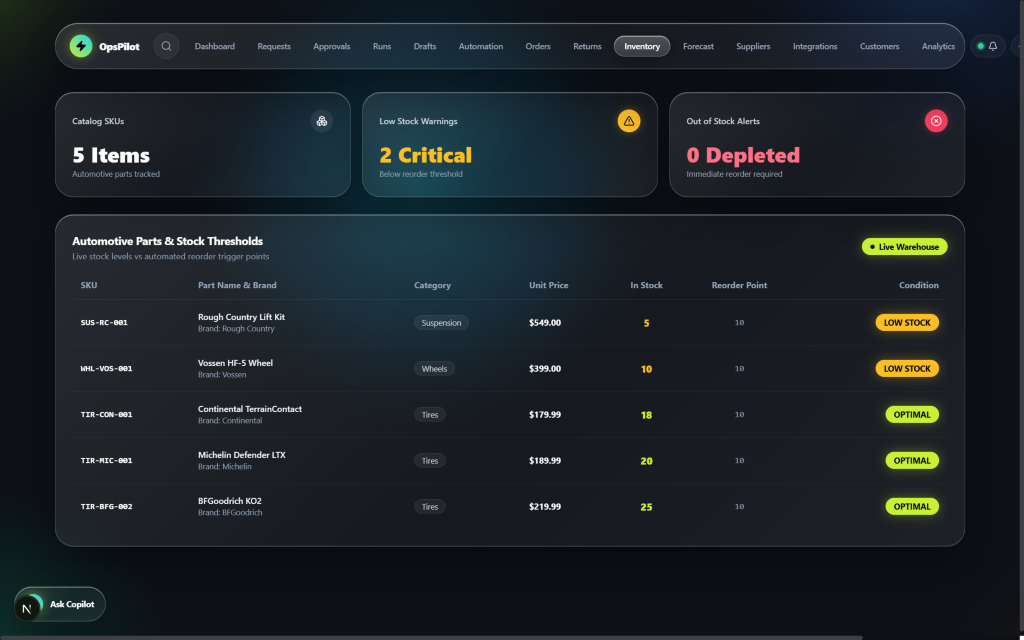 OpsPilot Dashboard Requests Approvals Runs Drafts Automation Orders Returns Inventory Forecast Suppliers Integrations Customers Analytics
Catalog SKUs
5 Items
Automotive parts tracked
Low Stock Warnings
2 Critical
Below reorder threshold
Out of Stock Alerts
0 Depleted
Immediate reorder required
Automotive Parts & Stock Thresholds
Live stock levels vs automated reorder trigger points
Live Warehouse
SKU Part Name & Brand Category Unit Price In Stock Reorder Point Condition
SUS-RC-001 Rough Country Lift Kit Suspension $549.00 5 10 LOW STOCK
Brand: Rough Country
WHL-VOS-001 Vossen HF-5 Wheel Wheels $399.00 10 10 LOW STOCK
Brand: Vossen
TIR-CON-001 Continental TerrainContact Tires $179.99 18 10 OPTIMAL
Brand: Continental
TIR-MIC-001 Michelin Defender LTX Tires $189.99 20 10 OPTIMAL
Brand: Michelin
TIR-BFG-002 BFGoodrich KO2 Tires $219.99 25 10 OPTIMAL
Brand: BFGoodrich
N Ask Copilot